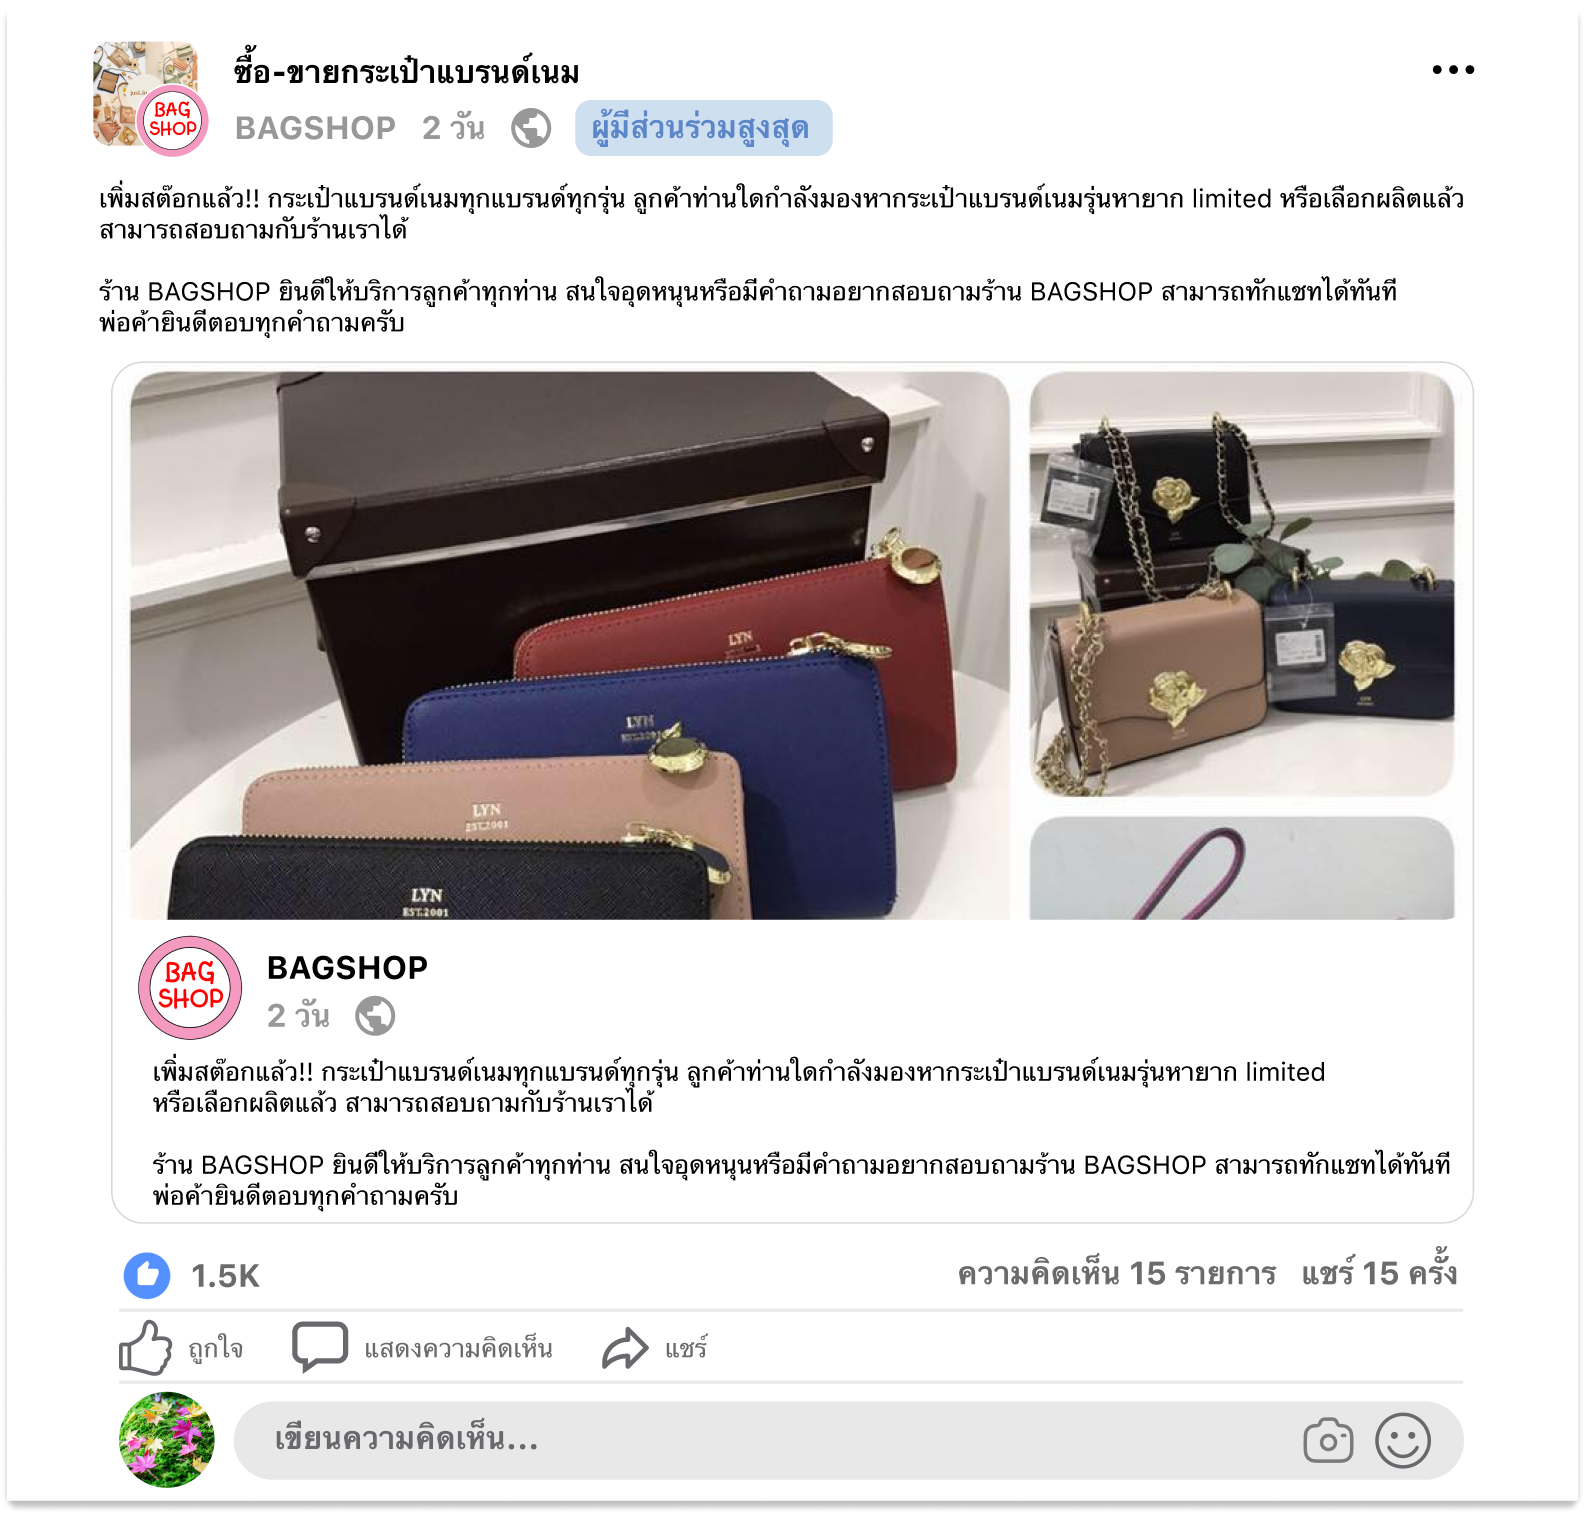 ซื้อ-ขายกระเป๋าแบรนด์เนม
BAG
SHOP
BAGSHOP 2 วัน ผู้มีส่วนร่วมสูงสุด
เพิ่มสต๊อกแล้ว!! กระเป๋าแบรนด์เนมทุกแบรนด์ทุกรุ่น ลูกค้าท่านใดกำลังมองหากระเป๋าแบรนด์เนมรุ่นหายาก limited หรือเลือกผลิตแล้ว
สามารถสอบถามกับร้านเราได้
ร้าน BAGSHOP ยินดีให้บริการลูกค้าทุกท่าน สนใจอุดหนุนหรือมีคำถามอยากสอบถามร้าน BAGSHOP สามารถทักแชทได้ทันที
พ่อค้ายินดีตอบทุกคำถามครับ
LYN
LYN
LYN
EST.2001
LYN
EST.2001
BAG
SHOP
BAGSHOP
2 วัน
เพิ่มสต๊อกแล้ว!! กระเป๋าแบรนด์เนมทุกแบรนด์ทุกรุ่น ลูกค้าท่านใดกำลังมองหากระเป๋าแบรนด์เนมรุ่นหายาก limited
หรือเลือกผลิตแล้ว สามารถสอบถามกับร้านเราได้
ร้าน BAGSHOP ยินดีให้บริการลูกค้าทุกท่าน สนใจอุดหนุนหรือมีคำถามอยากสอบถามร้าน BAGSHOP สามารถทักแชทได้ทันที
พ่อค้ายินดีตอบทุกคำถามครับ
1.5K ความคิดเห็น 15 รายการ แชร์ 15 ครั้ง
ถูกใจ แสดงความคิดเห็น แชร์
เขียนความคิดเห็น...